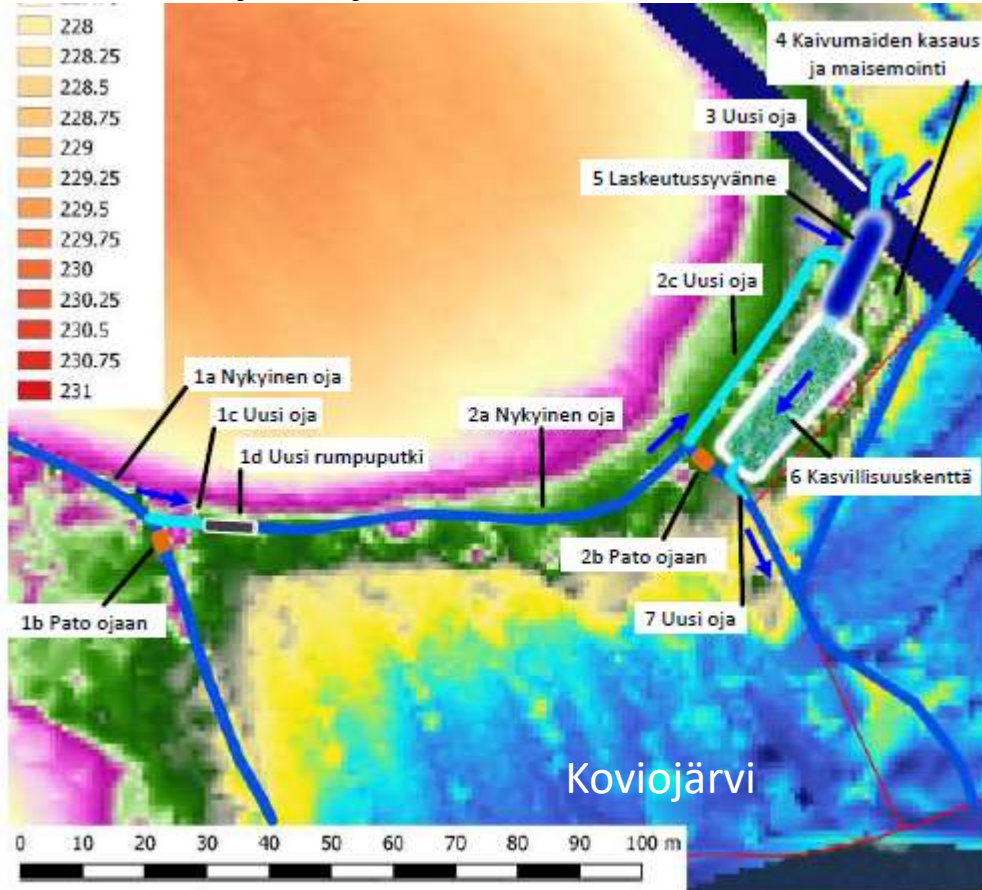 228
228.25
228.5
228.75
229
229.25
229.5
229.75
230
230.25
230.5
230.75
231
4 Kaivumaiden kasaus
ja maisemointi
3 Uusi oja
5 Laskeutussyvänne
2c Uusi oja
1a Nykyinen oja
1c Uusi oja
2a Nykyinen oja
1d Uusi rumpuputki
6 Kasvillisuuskenttä
2b Pato ojaan
1b Pato ojaan
7 Uusi oja
Koviojärvi
0 10 20 30 40 50 60 70 80 90 100 m